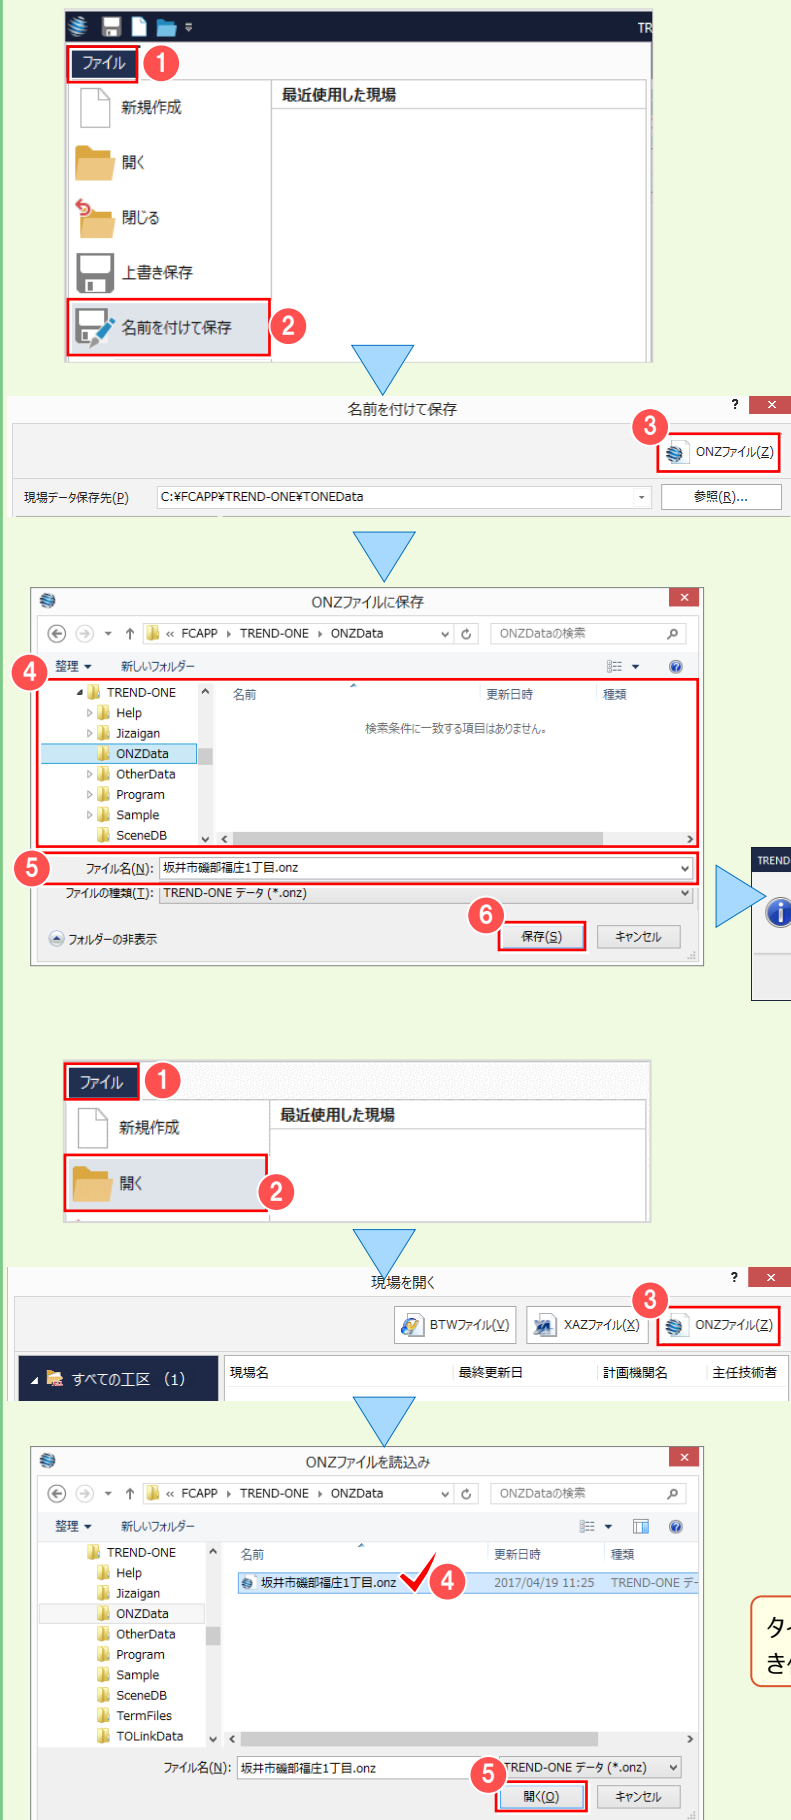 TR
ファイル 1
新規作成 最近使用した現場
開く
閉じる
上書き保存
名前を付けて保存 2
名前を付けて保存 ? ×
3
ONZファイル(Z)
現場データ保存先(P) C:¥FCAPP¥TREND-ONE¥TONEData 参照(R)...
ONZファイルに保存 ×
« FCAPP ▸ TREND-ONE ▸ ONZData ONZDataの検索
整理 ▼ 新しいフォルダー
4
TREND-ONE 名前 更新日時 種類
Help 検索条件に一致する項目はありません。
Jizaigan
ONZData
OtherData
Program
Sample
SceneDB
5 ファイル名(N): 坂井市磯部福庄1丁目.onz
ファイルの種類(T): TREND-ONE データ (*.onz)
6
フォルダーの非表示 保存(S) キャンセル
TREND
ファイル 1
新規作成 最近使用した現場
開く 2
現場を開く ? ×
3
BTWファイル(V) XAZファイル(X) ONZファイル(Z)
すべての工区 (1) 現場名 最終更新日 計画機関名 主任技術者
ONZファイルを読込み ×
« FCAPP ▸ TREND-ONE ▸ ONZData ONZDataの検索
整理 ▼ 新しいフォルダー
TREND-ONE 名前 更新日時 種類
Help 坂井市磯部福庄1丁目.onz 4 2017/04/19 11:25 TREND-ONE デ
Jizaigan
ONZData
OtherData
Program
Sample
SceneDB
TermFiles
TOLinkData
ファイル名(N): 坂井市磯部福庄1丁目.onz TREND-ONE データ (*.onz)
5
開く(O) キャンセル
タ
き